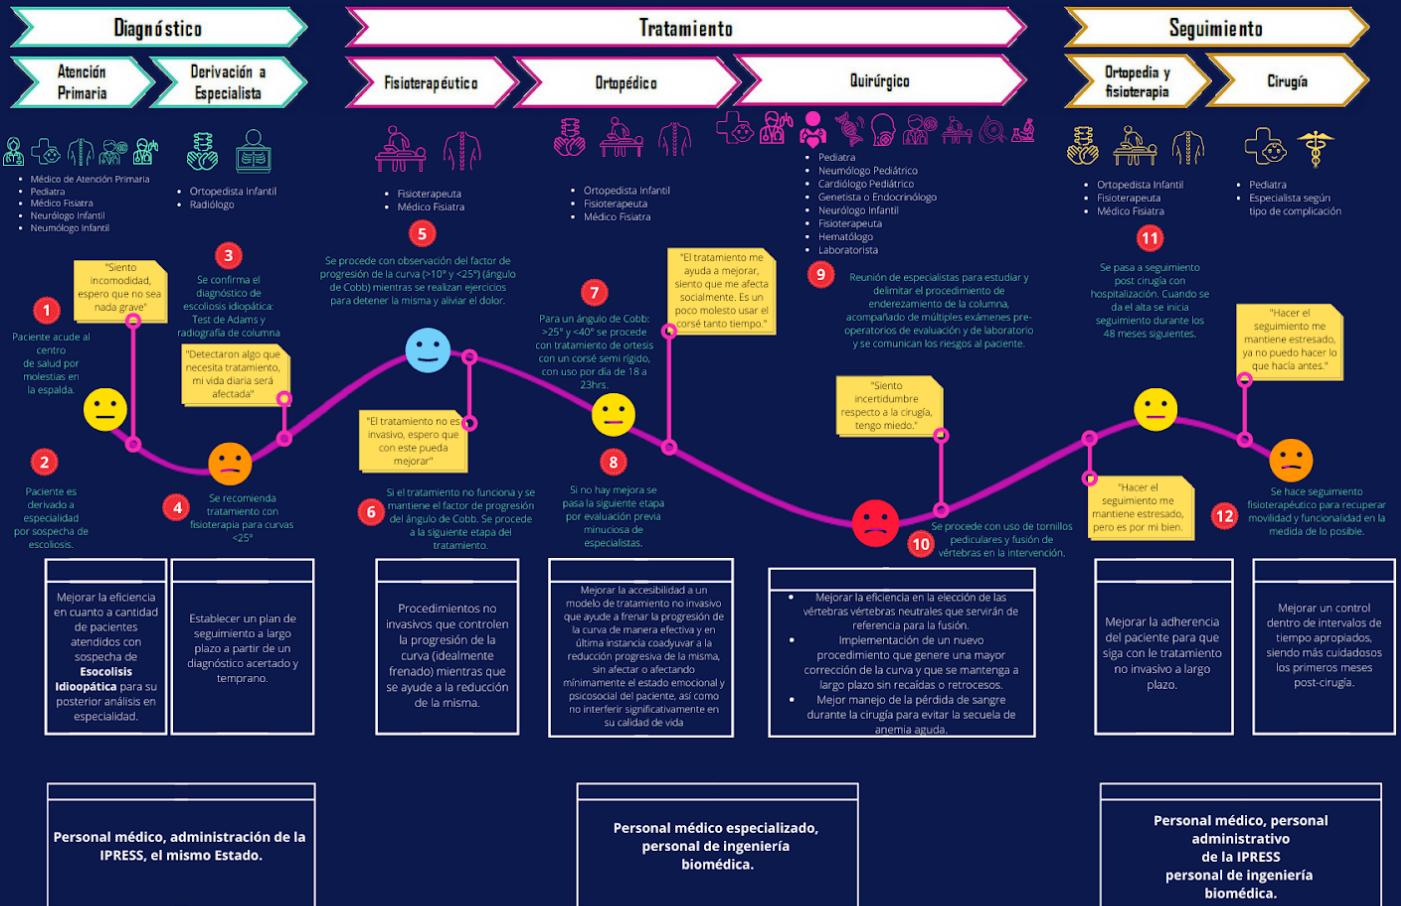 Diagnóstico
Tratamiento
Seguimiento
Atención
Primaria
Derivación a
Especialista
Fisioterapéutico
Ortopédico
Quirúrgico
Ortopedia y
fisioterapia
Cirugía
• Médico de Atención Primaria
• Pediatra
• Médico Fisiatra
• Neurólogo Infantil
• Neumólogo Infantil
• Ortopedista Infantil
• Radiólogo
• Fisioterapeuta
• Médico Fisiatra
• Ortopedista Infantil
• Fisioterapeuta
• Médico Fisiatra
• Pediatra
• Neumólogo Pediátrico
• Cardiólogo Pediátrico
• Genetista o Endocrinólogo
• Neurólogo Infantil
• Fisioterapeuta
• Hematólogo
• Laboratorista
• Ortopedista Infantil
• Fisioterapeuta
• Médico Fisiatra
• Pediatra
• Especialista según
tipo de complicación
1
Paciente acude al
centro
de salud por
molestias en
la espalda.
"Siento
incomodidad,
espero que no sea
nada grave"
2
Paciente es
derivado a
especialidad
por sospecha de
escoliosis.
3
Se confirma el
diagnóstico de
escoliosis idiopática:
Test de Adams y
radiografía de columna
"Detectaron algo que
necesita tratamiento,
mi vida diaria será
afectada"
4
Se recomienda
tratamiento con
fisioterapia para curvas
<25°
5
Se procede con observación del factor de
progresión de la curva (>10° y <25°) (ángulo
de Cobb) mientras se realizan ejercicios
para detener la misma y aliviar el dolor.
"El tratamiento no es
invasivo, espero que
con este pueda
mejorar"
6
Si el tratamiento no funciona y se
mantiene el factor de progresión
del ángulo de Cobb. Se procede
a la siguiente etapa del
tratamiento.
7
Para un ángulo de Cobb:
>25° y <40° se procede
con tratamiento de ortesis
con un corsé semi rígido,
con uso por día de 18 a
23hrs.
"El tratamiento me
ayuda a mejorar,
siento que me afecta
socialmente. Es un
poco molesto usar el
corsé tanto tiempo."
8
Si no hay mejora se
pasa la siguiente etapa
por evaluación previa
minuciosa de
especialistas.
9
Reunión de especialistas para estudiar y
delimitar el procedimiento de
enderezamiento de la columna,
acompañado de múltiples exámenes pre-
operatorios de evaluación y de laboratorio
y se comunican los riesgos al paciente.
"Siento
incertidumbre
respecto a la cirugía,
tengo miedo."
10
Se procede con uso de tornillos
pediculares y fusión de
vértebras en la intervención.
11
Se pasa a seguimiento
post cirugía con
hospitalización. Cuando se
da el alta se inicia
seguimiento durante los
48 meses siguientes.
"Hacer el
seguimiento me
mantiene estresado,
pero es por mi bien.
"Hacer el
seguimiento me
mantiene estresado,
ya no puedo hacer lo
que hacía antes."
12
Se hace seguimiento
fisioterapéutico para recuperar
movilidad y funcionalidad en la
medida de lo posible.
Mejorar la eficiencia
en cuanto a cantidad
de pacientes
atendidos con
sospecha de
Esocolisis
Idioopática para su
posterior análisis en
especialidad.
Establecer un plan de
seguimiento a largo
plazo a partir de un
diagnóstico acertado y
temprano.
Procedimientos no
invasivos que controlen
la progresión de la
curva (idealmente
frenado) mientras que
se ayude a la reducción
de la misma.
Mejorar la accesibilidad a un
modelo de tratamiento no invasivo
que ayude a frenar la progresión de
la curva de manera efectiva y en
última instancia coadyuvar a la
reducción progresiva de la misma,
sin afectar o afectando
mínimamente el estado emocional y
psicosocial del paciente, así como
no interferir significativamente en
su calidad de vida
• Mejorar la eficiencia en la elección de las
vértebras vértebras neutrales que servirán de
referencia para la fusión.
• Implementación de un nuevo
procedimiento que genere una mayor
corrección de la curva y que se mantenga a
largo plazo sin recaídas o retrocesos.
• Mejor manejo de la pérdida de sangre
durante la cirugía para evitar la secuela de
anemia aguda.
Mejorar la adherencia
del paciente para que
siga con le tratamiento
no invasivo a largo
plazo.
Mejorar un control
dentro de intervalos de
tiempo apropiados,
siendo más cuidadosos
los primeros meses
post-cirugía.
Personal médico, administración de la
IPRESS, el mismo Estado.
Personal médico especializado,
personal de ingeniería
biomédica.
Personal médico, personal
administrativo
de la IPRESS
personal de ingeniería
biomédica.